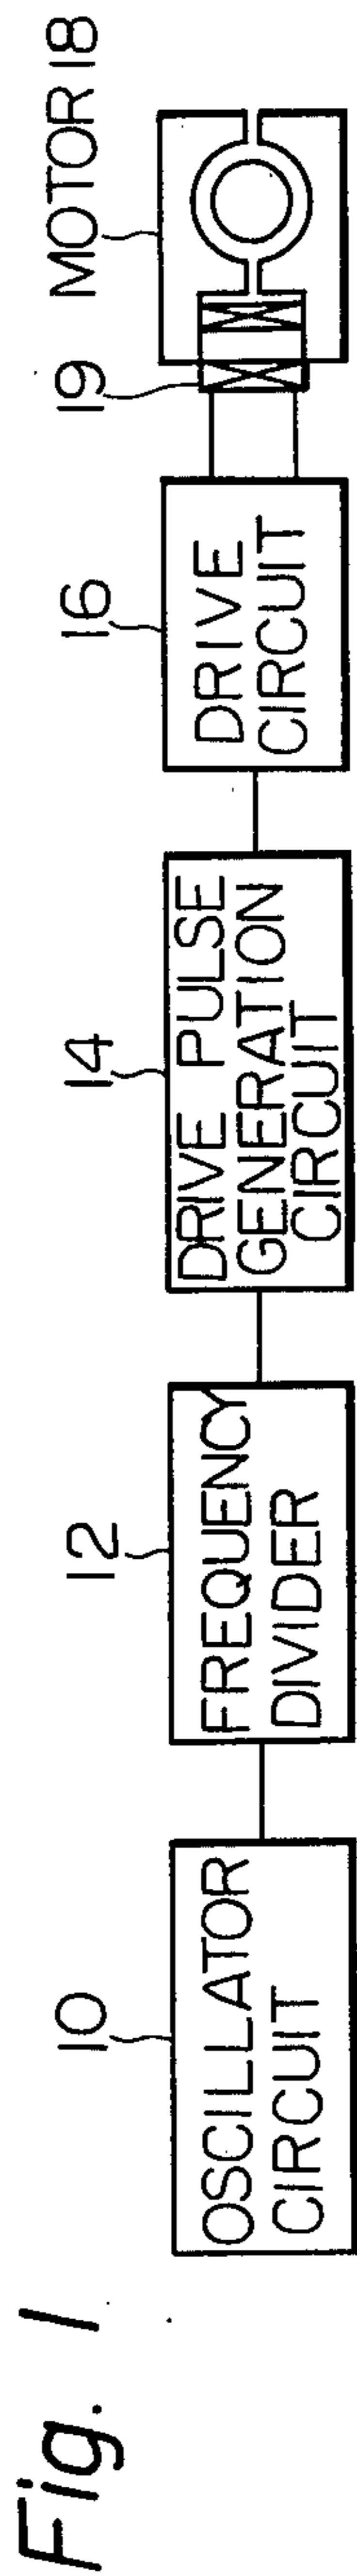 Fig. 1
10
OSCILLATOR
CIRCUIT
12
FREQUENCY
DIVIDER
14
DRIVE PULSE
GENERATION
CIRCUIT
16
DRIVE
CIRCUIT
19
MOTOR 18